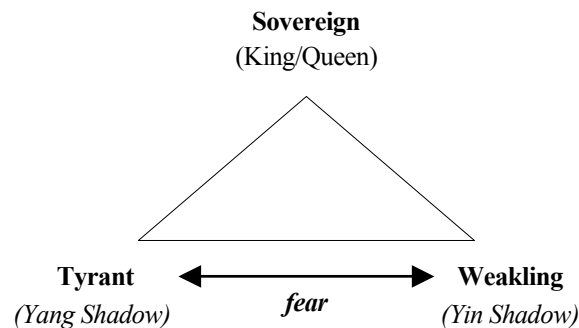 Sovereign
(King/Queen)
Tyrant
Weakling
fear
(Yang Shadow)
(Yin Shadow)